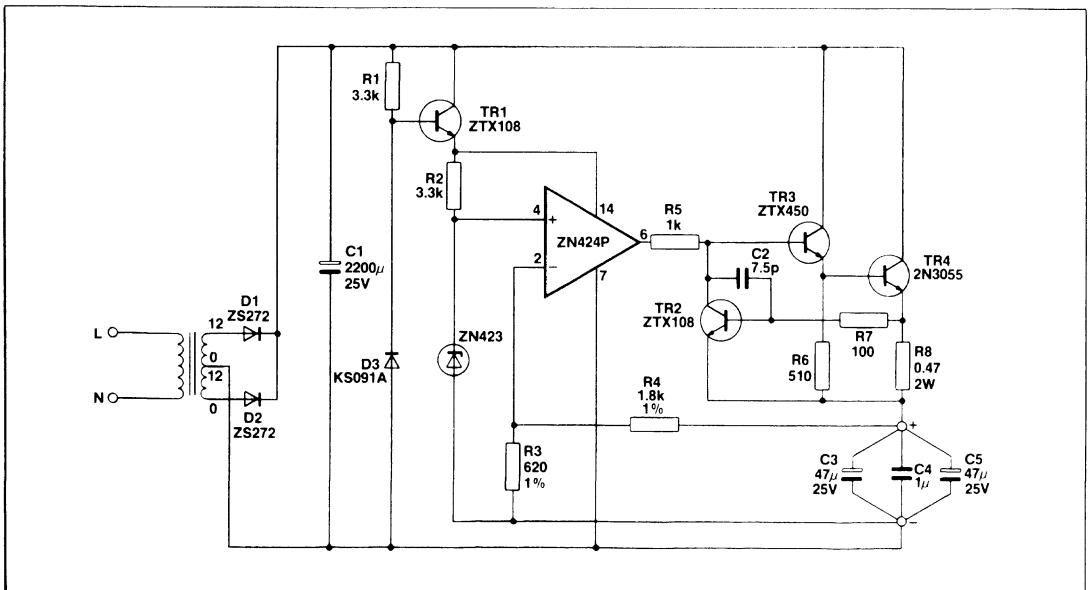 R1
3.3k
TR1
ZTX108
R2
3.3k
4
+
14
ZN424P
2
−
7
6
R5
1k
TR3
ZTX450
TR4
2N3055
C2
7.5p
TR2
ZTX108
R7
100
R6
510
R8
0.47
2W
C1
2200μ
25V
D1
ZS272
L
N
12
0
12
0
D2
ZS272
D3
KS091A
ZN423
R4
1.8k
1%
R3
620
1%
+
C3
47μ
25V
C4
1μ
C5
47μ
25V
−